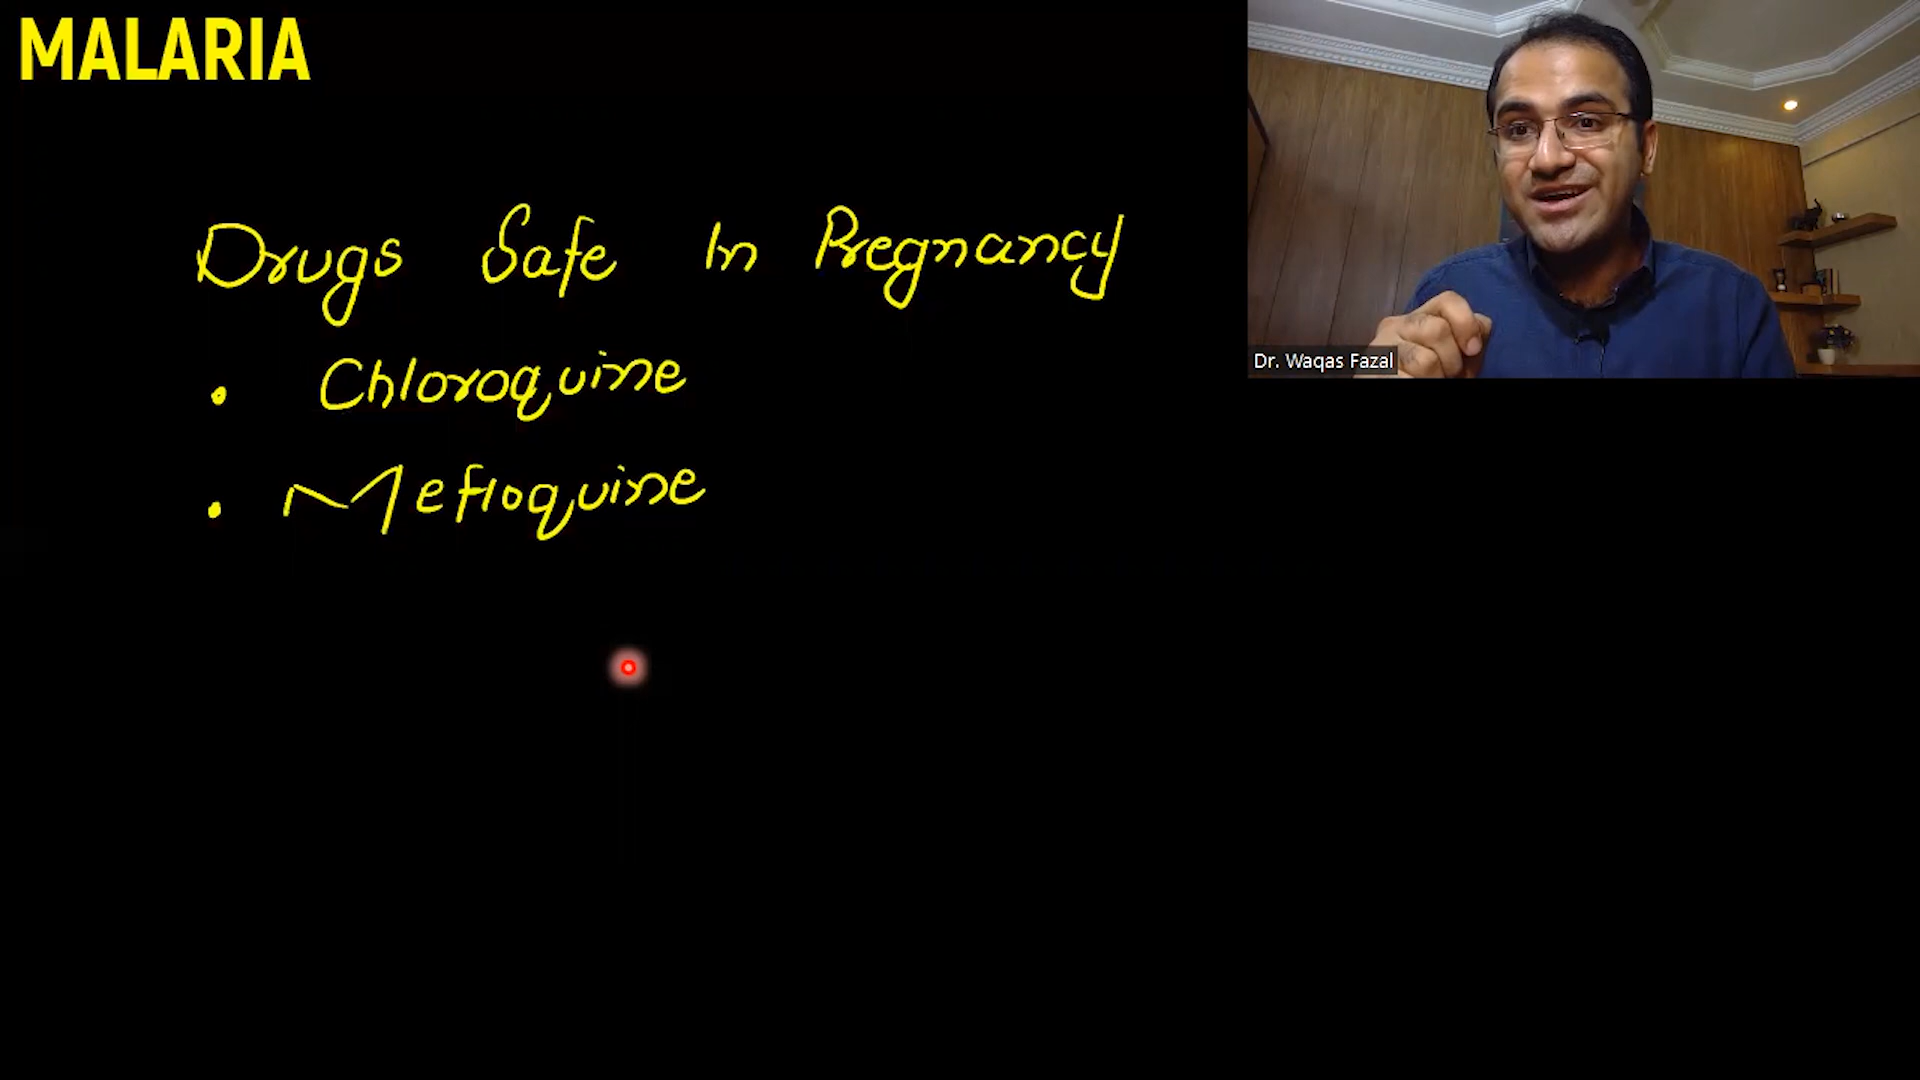 MALARIA
Drugs Safe In Pregnancy
• Chloroquine
• Mefloquine
Dr. Waqas Fazal